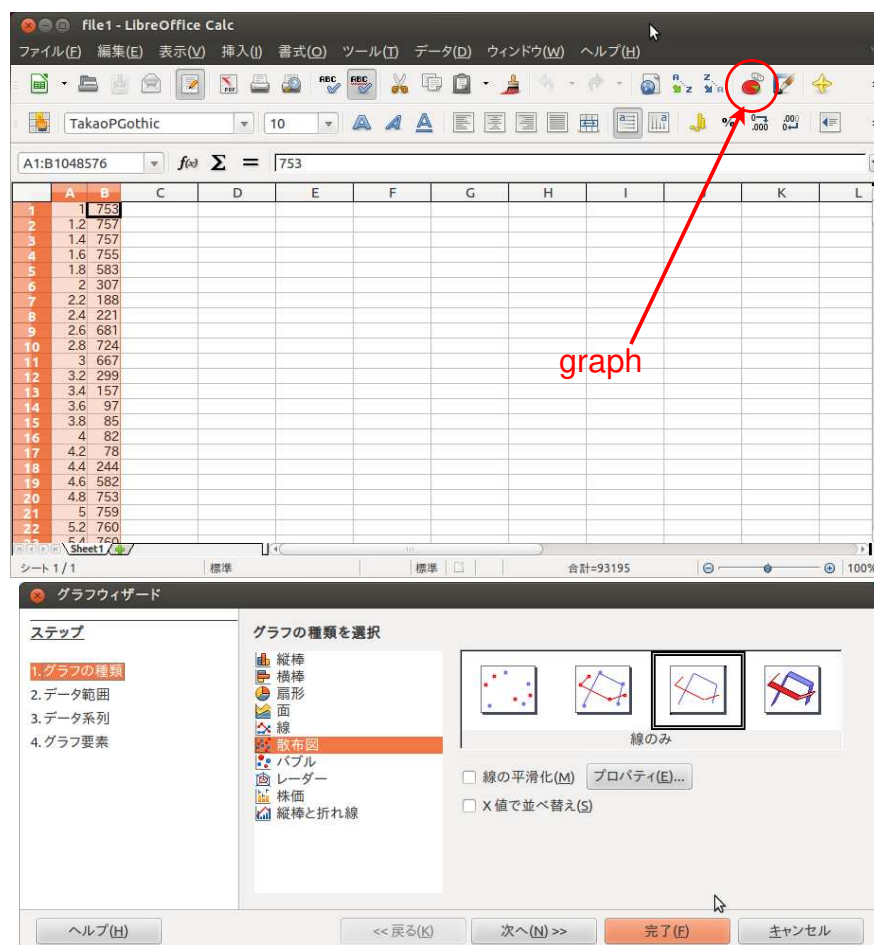 file1 - LibreOffice Calc
ファイル(F) 編集(E) 表示(V) 挿入(I) 書式(O) ツール(T) データ(D) ウィンドウ(W) ヘルプ(H)
TakaoPGothic 10
A1:B1048576 f(x) Σ = 753
A B C D E F G H I J K L
1 1 753
2 1.2 757
3 1.4 757
4 1.6 755
5 1.8 583
6 2 307
7 2.2 188
8 2.4 221
9 2.6 681
10 2.8 724
11 3 667
12 3.2 299
13 3.4 157
14 3.6 97
15 3.8 85
16 4 82
17 4.2 78
18 4.4 244
19 4.6 582
20 4.8 753
21 5 759
22 5.2 760
23 5.4 760
graph
Sheet1
シート 1 / 1 標準 標準 合計=93195 100%
グラフウィザード
ステップ
1.グラフの種類
2.データ範囲
3.データ系列
4.グラフ要素
グラフの種類を選択
縦棒
横棒
扇形
面
線
散布図
バブル
レーダー
株価
縦棒と折れ線
線のみ
線の平滑化(M) プロパティ(E)...
X 値で並べ替え(S)
ヘルプ(H) << 戻る(K) 次へ(N) >> 完了(F) キャンセル